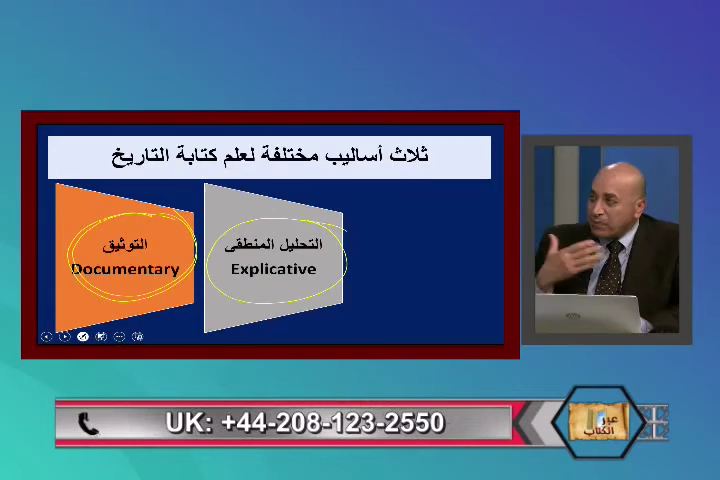 ثلاث أساليب مختلفة لعلم كتابة التاريخ
التوثيق
Documentary
التحليل المنطقى
Explicative
UK: +44-208-123-2550
عبر
الكتاب